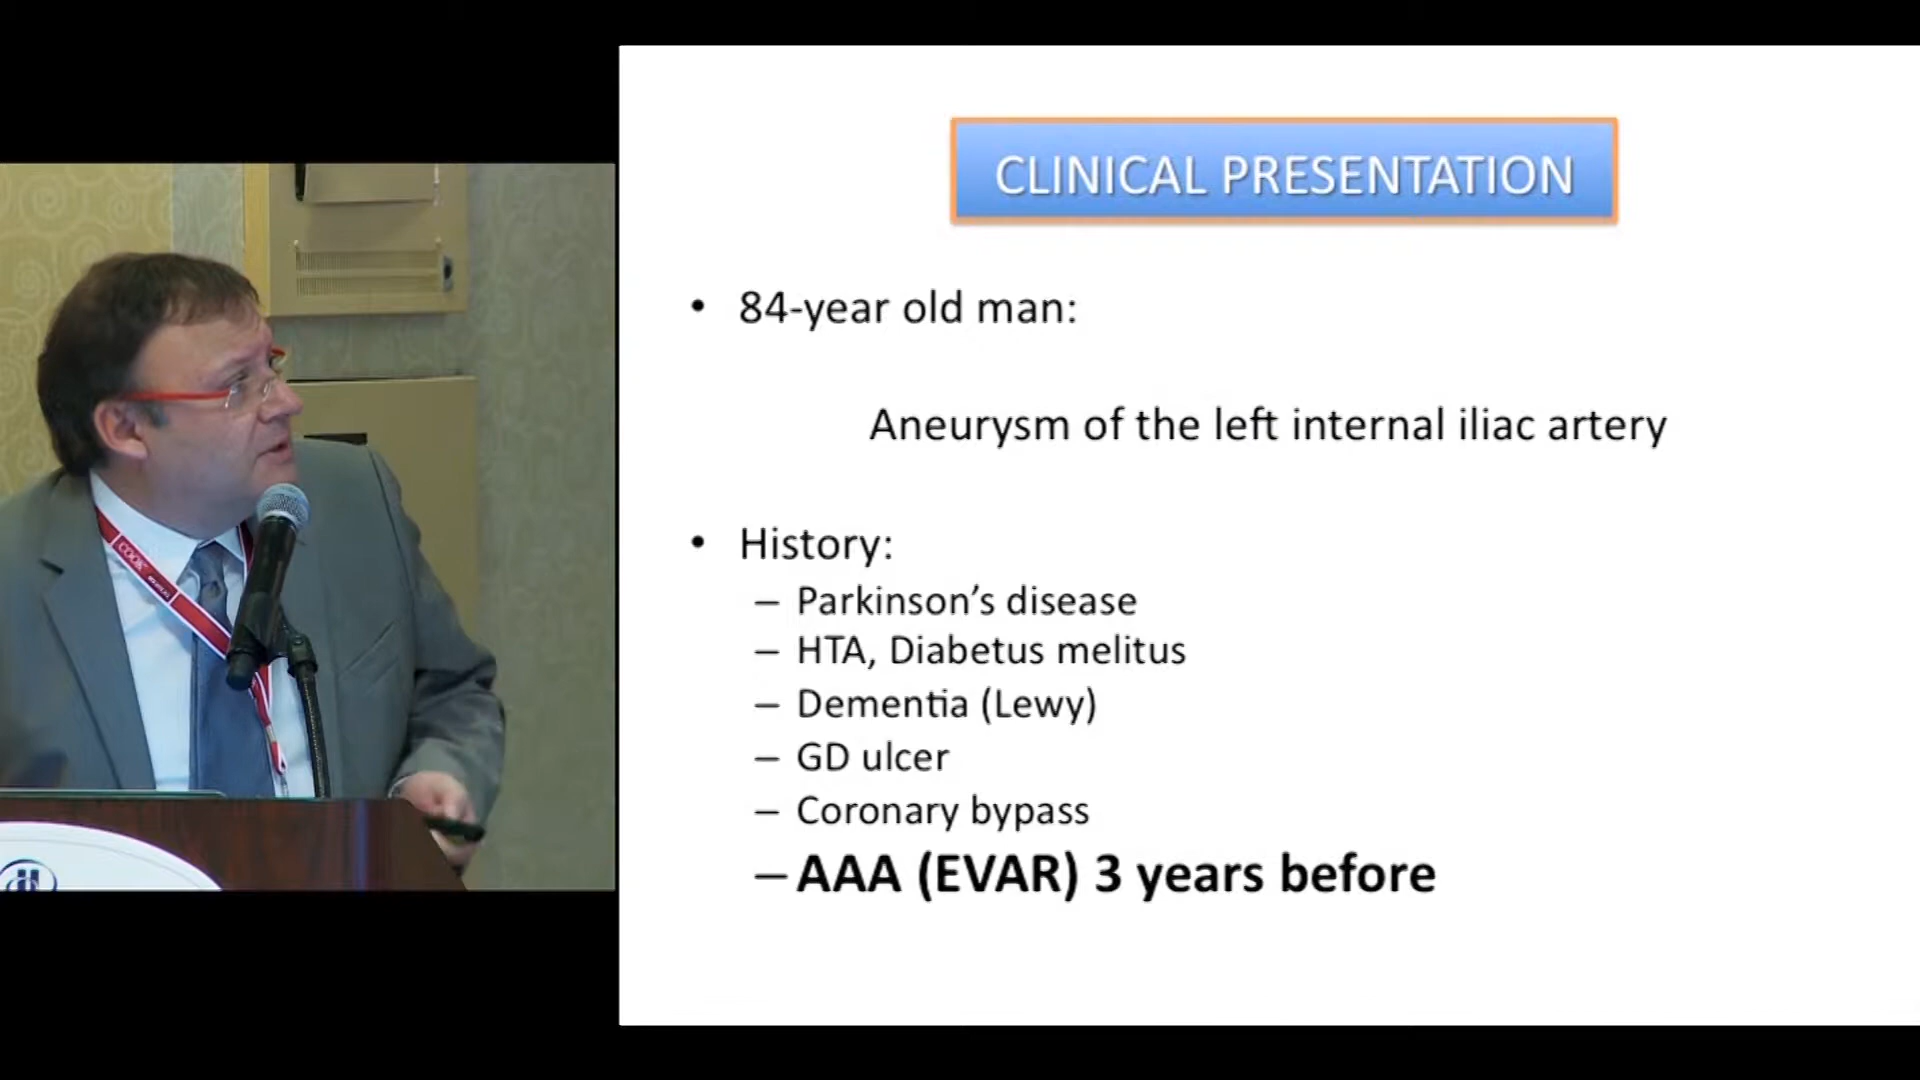 CLINICAL PRESENTATION
• 84-year old man:
Aneurysm of the left internal iliac artery
• History:
– Parkinson’s disease
– HTA, Diabetus melitus
– Dementia (Lewy)
– GD ulcer
– Coronary bypass
– AAA (EVAR) 3 years before
COOK